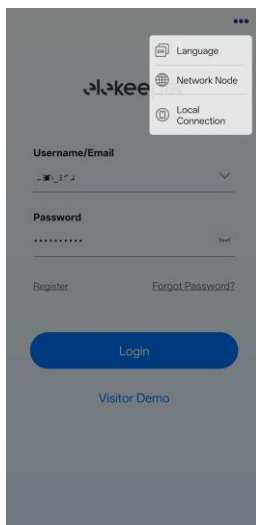 Language
Network Node
Local
Connection
Username/Email
Password
Register Forgot Password?
Login
Visitor Demo